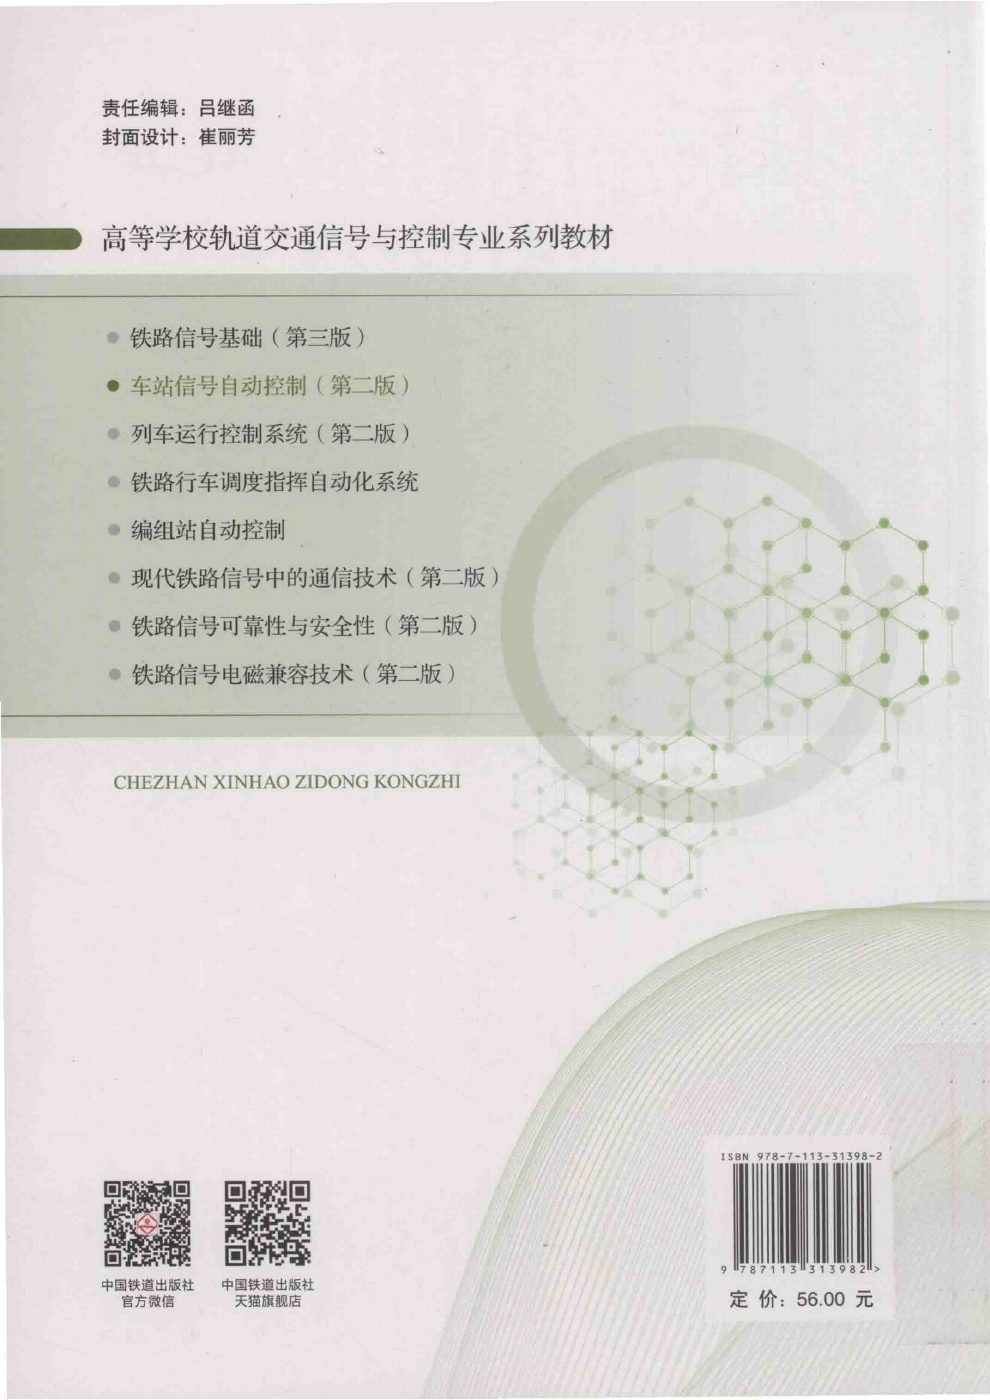 责任编辑：吕继函
封面设计：崔丽芳
高等学校轨道交通信号与控制专业系列教材
铁路信号基础（第三版）
车站信号自动控制（第二版）
列车运行控制系统（第二版）
铁路行车调度指挥自动化系统
编组站自动控制
现代铁路信号中的通信技术（第二版）
铁路信号可靠性与安全性（第二版）
铁路信号电磁兼容技术（第二版）
CHEZHAN XINHAO ZIDONG KONGZHI
中国铁道出版社
官方微信
中国铁道出版社
天猫旗舰店
ISBN 978-7-113-31398-2
9 787113 313982 >
定 价：56.00 元